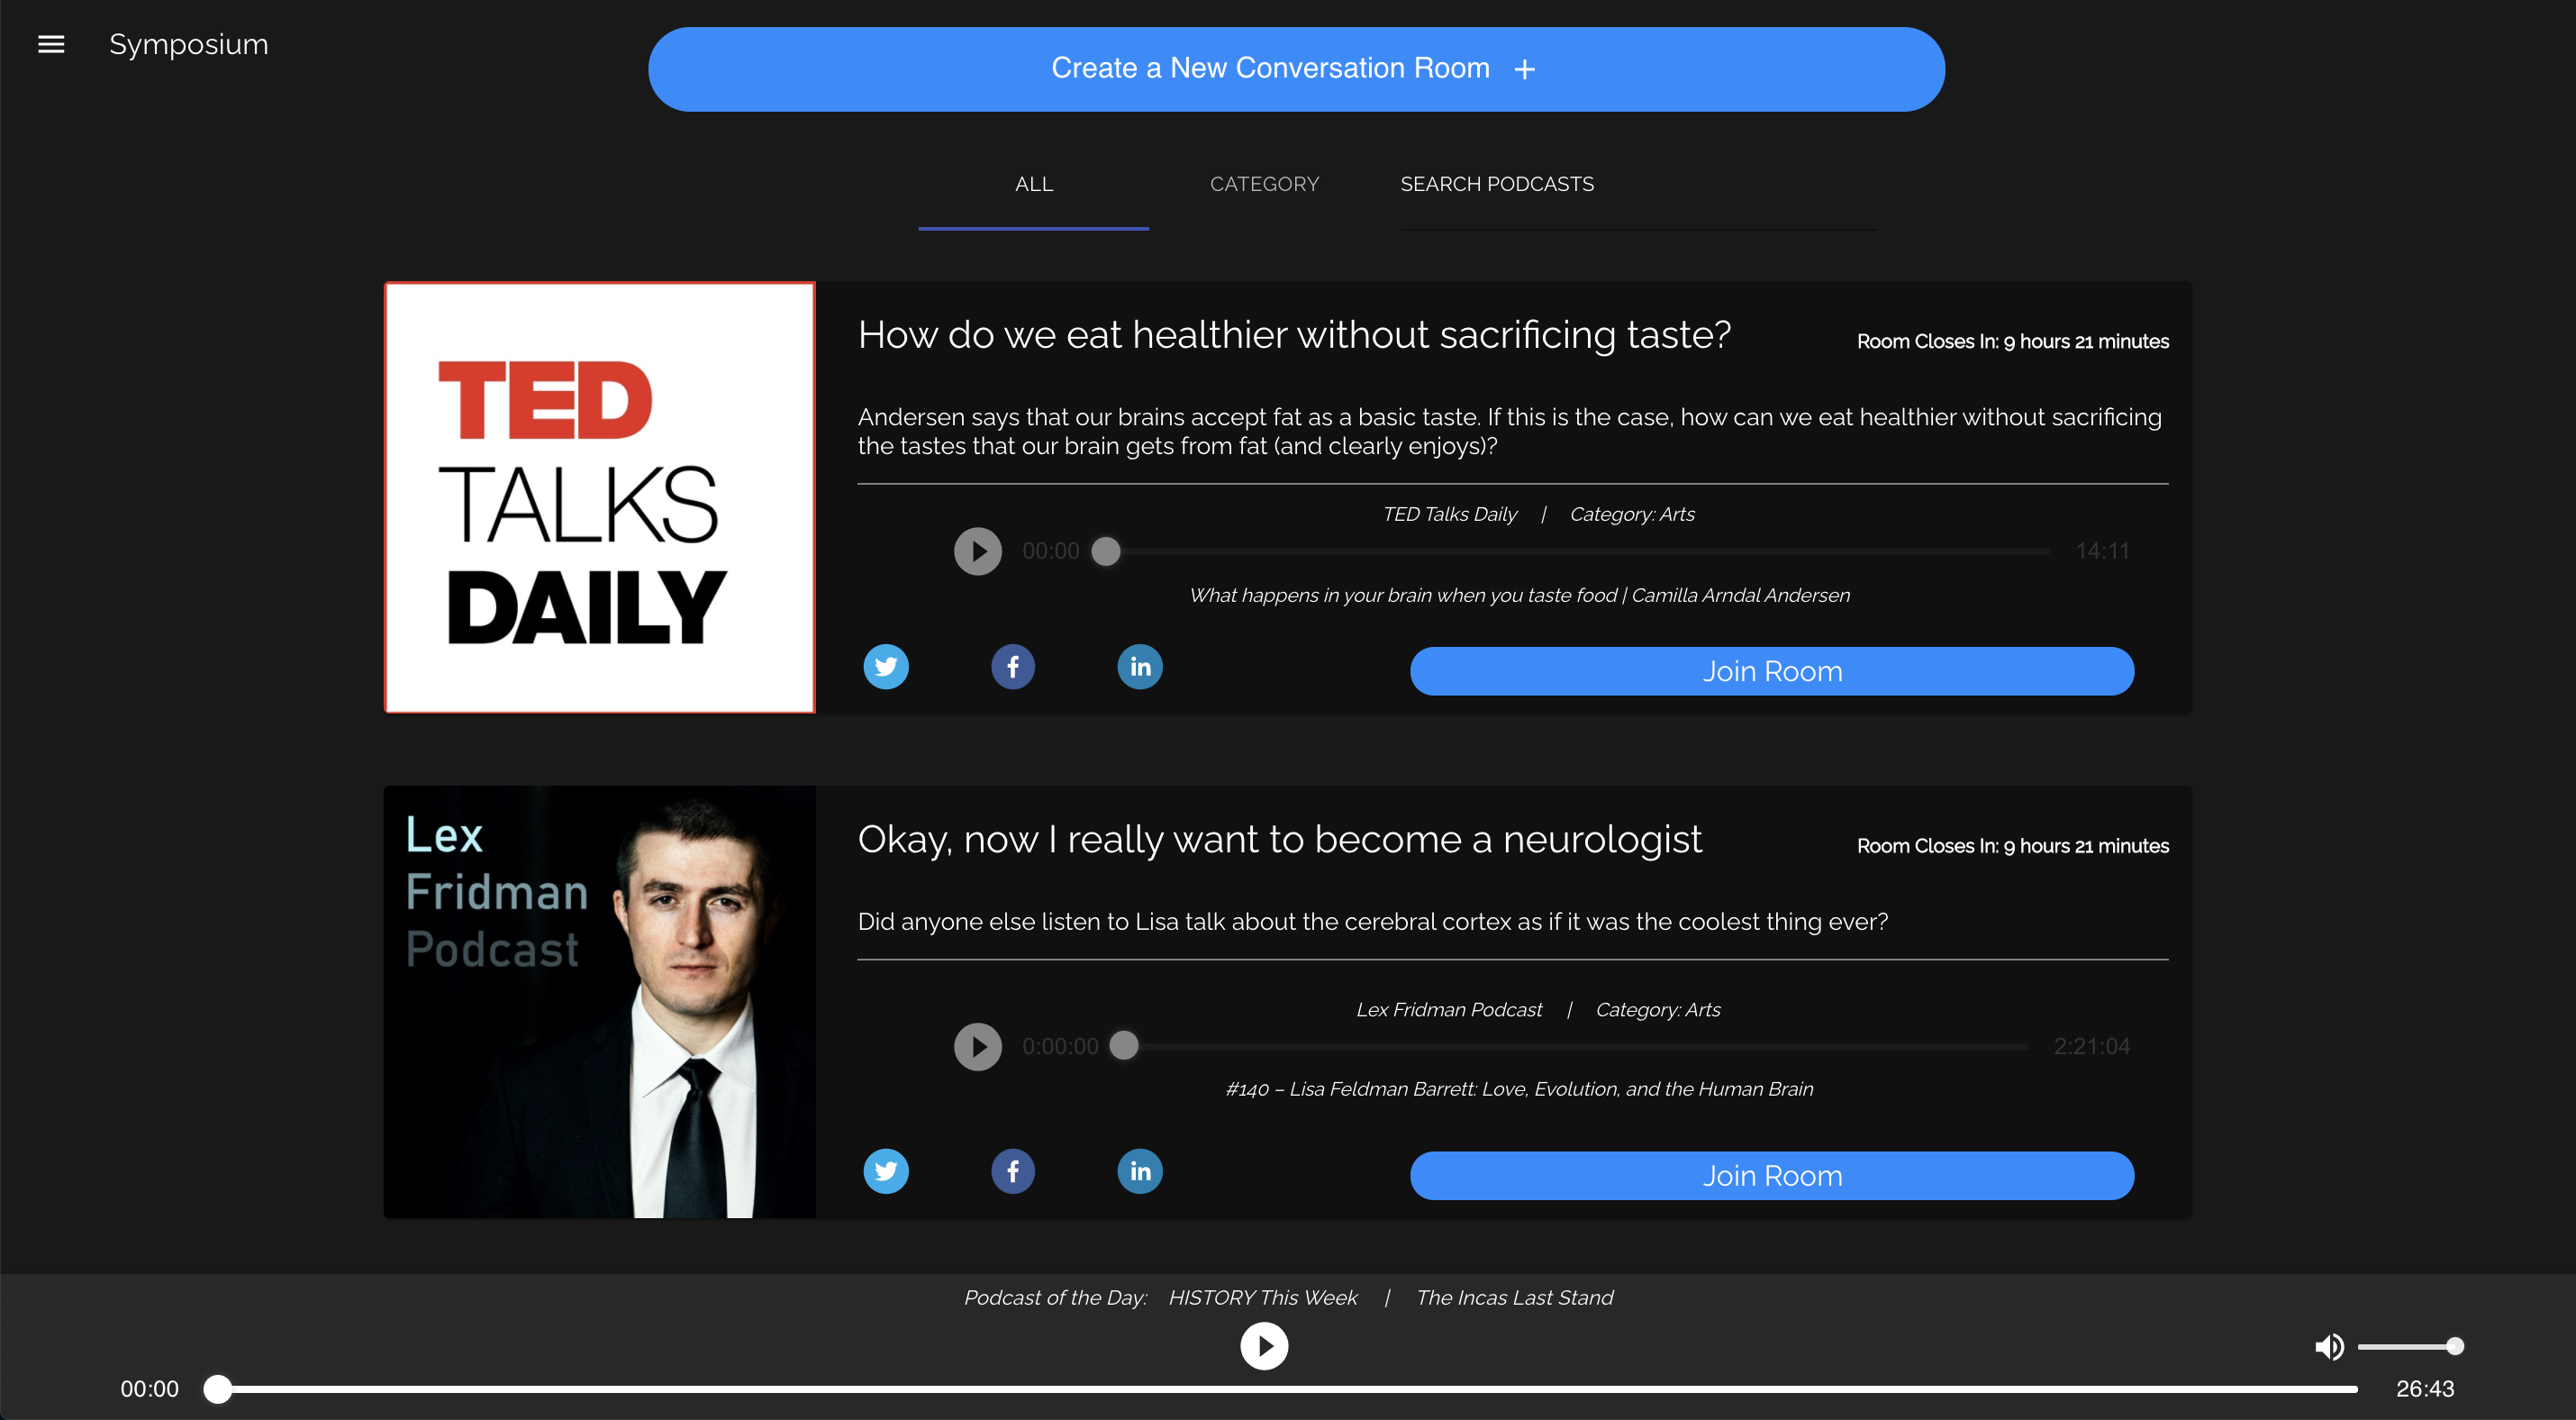 Symposium
Create a New Conversation Room +
ALL
CATEGORY
SEARCH PODCASTS
TED
TALKS
DAILY
How do we eat healthier without sacrificing taste?
Room Closes In: 9 hours 21 minutes
Andersen says that our brains accept fat as a basic taste. If this is the case, how can we eat healthier without sacrificing
the tastes that our brain gets from fat (and clearly enjoys)?
TED Talks Daily | Category: Arts
00:00
14:11
What happens in your brain when you taste food | Camilla Arndal Andersen
f
in
Join Room
Lex
Fridman
Podcast
Okay, now I really want to become a neurologist
Room Closes In: 9 hours 21 minutes
Did anyone else listen to Lisa talk about the cerebral cortex as if it was the coolest thing ever?
Lex Fridman Podcast | Category: Arts
0:00:00
2:21:04
#140 – Lisa Feldman Barrett: Love, Evolution, and the Human Brain
f
in
Join Room
Podcast of the Day: HISTORY This Week | The Incas Last Stand
00:00
26:43